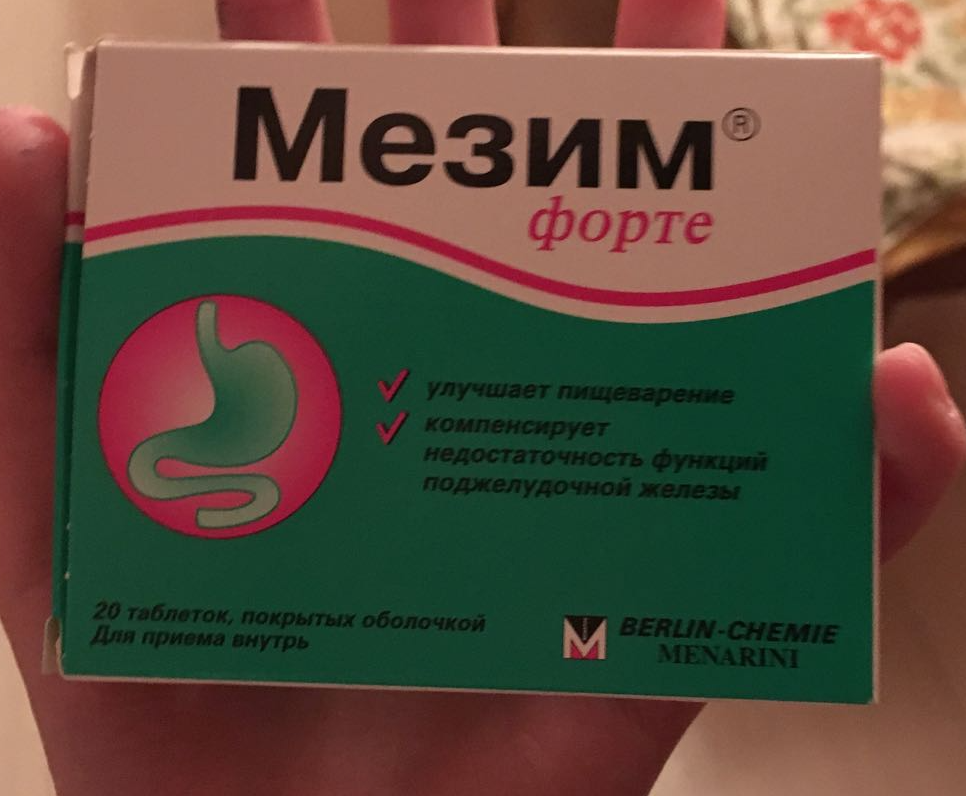 Мезим®
форте
улучшает пищеварение
компенсирует
недостаточность функций
поджелудочной железы
20 таблеток, покрытых оболочкой
Для приема внутрь
BERLIN-CHEMIE
MENARINI